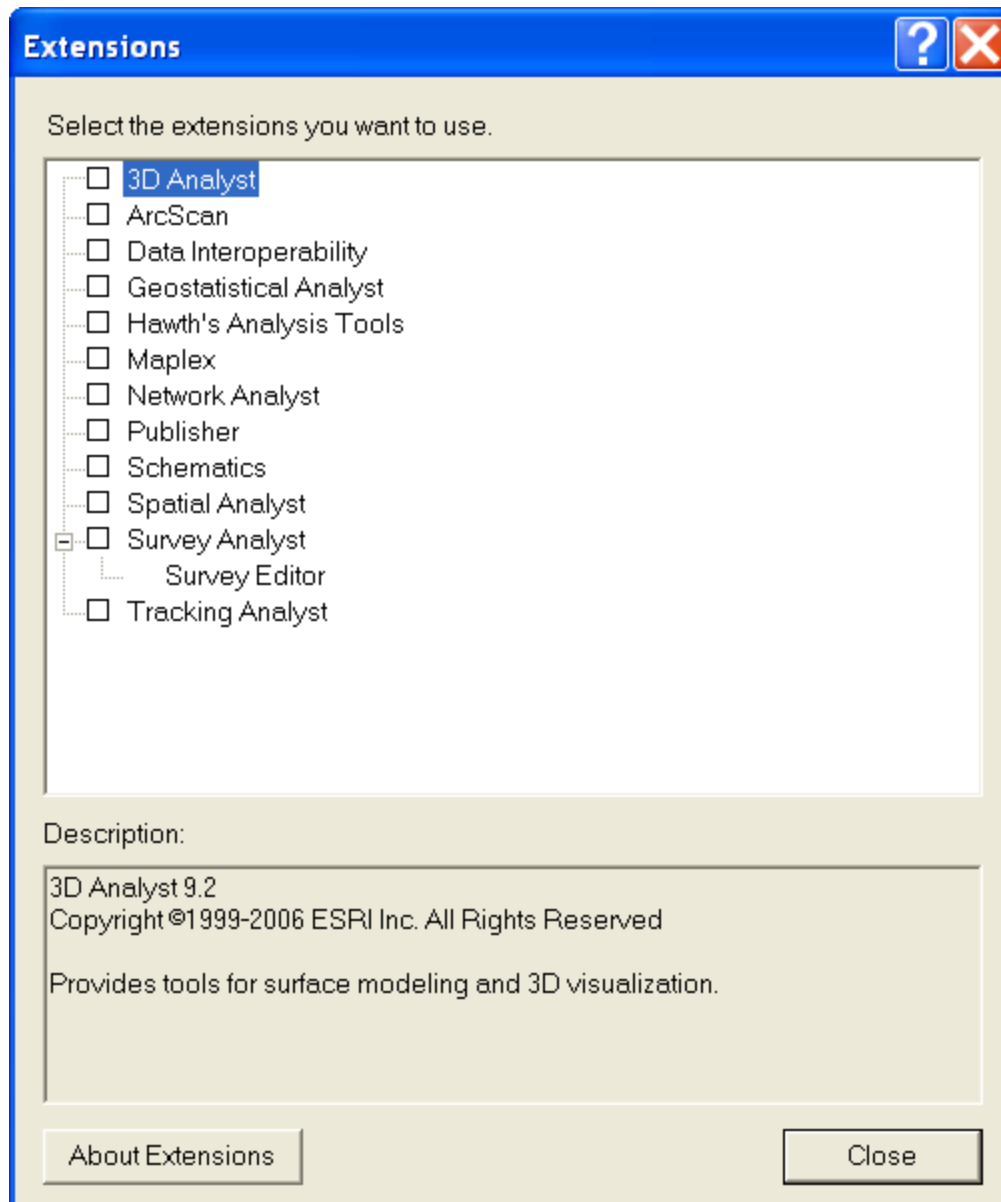 Extensions
Select the extensions you want to use.
3D Analyst
ArcScan
Data Interoperability
Geostatistical Analyst
Hawth's Analysis Tools
Maplex
Network Analyst
Publisher
Schematics
Spatial Analyst
Survey Analyst
Survey Editor
Tracking Analyst
Description:
3D Analyst 9.2
Copyright ©1999-2006 ESRI Inc. All Rights Reserved
Provides tools for surface modeling and 3D visualization.
About Extensions
Close